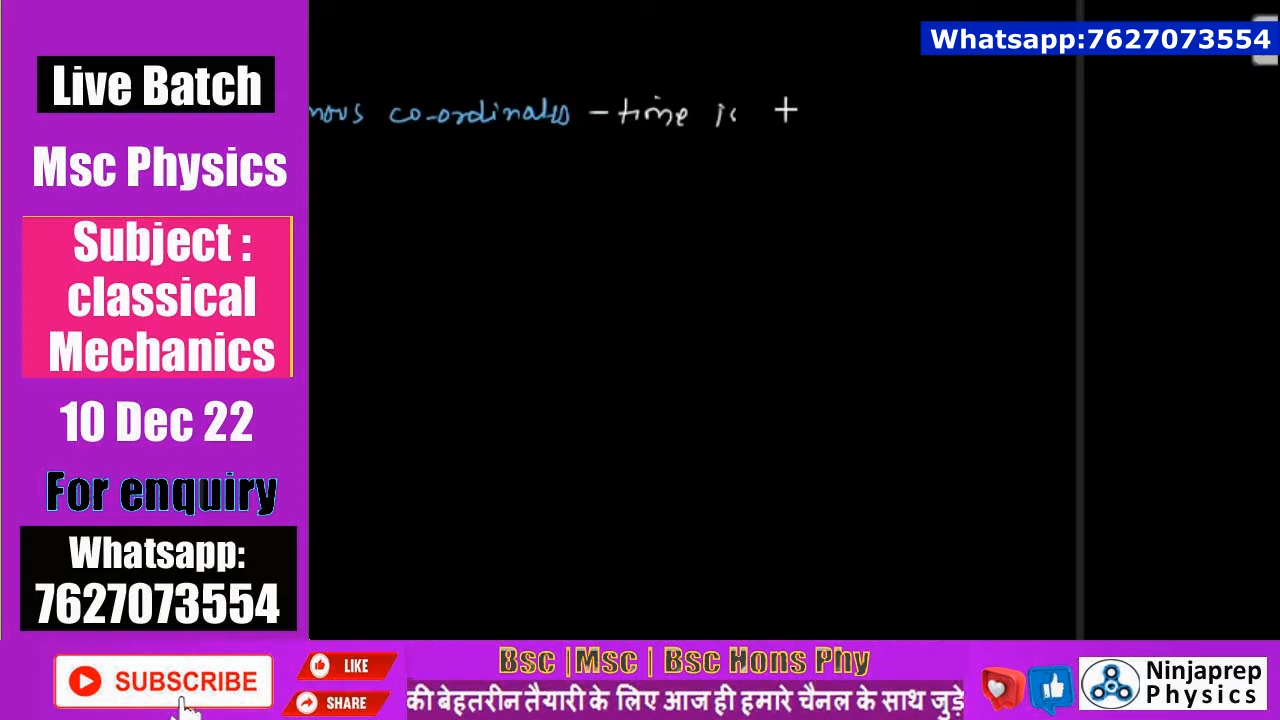 Whatsapp:7627073554
Live Batch
Msc Physics
Subject :
classical
Mechanics
10 Dec 22
For enquiry
Whatsapp:
7627073554
nous co-ordinates - time is +
SUBSCRIBE
LIKE
SHARE
Bsc |Msc | Bsc Hons Phy
की बेहतरीन तैयारी के लिए आज ही हमारे चैनल के साथ जुड़े
Ninjaprep
Physics